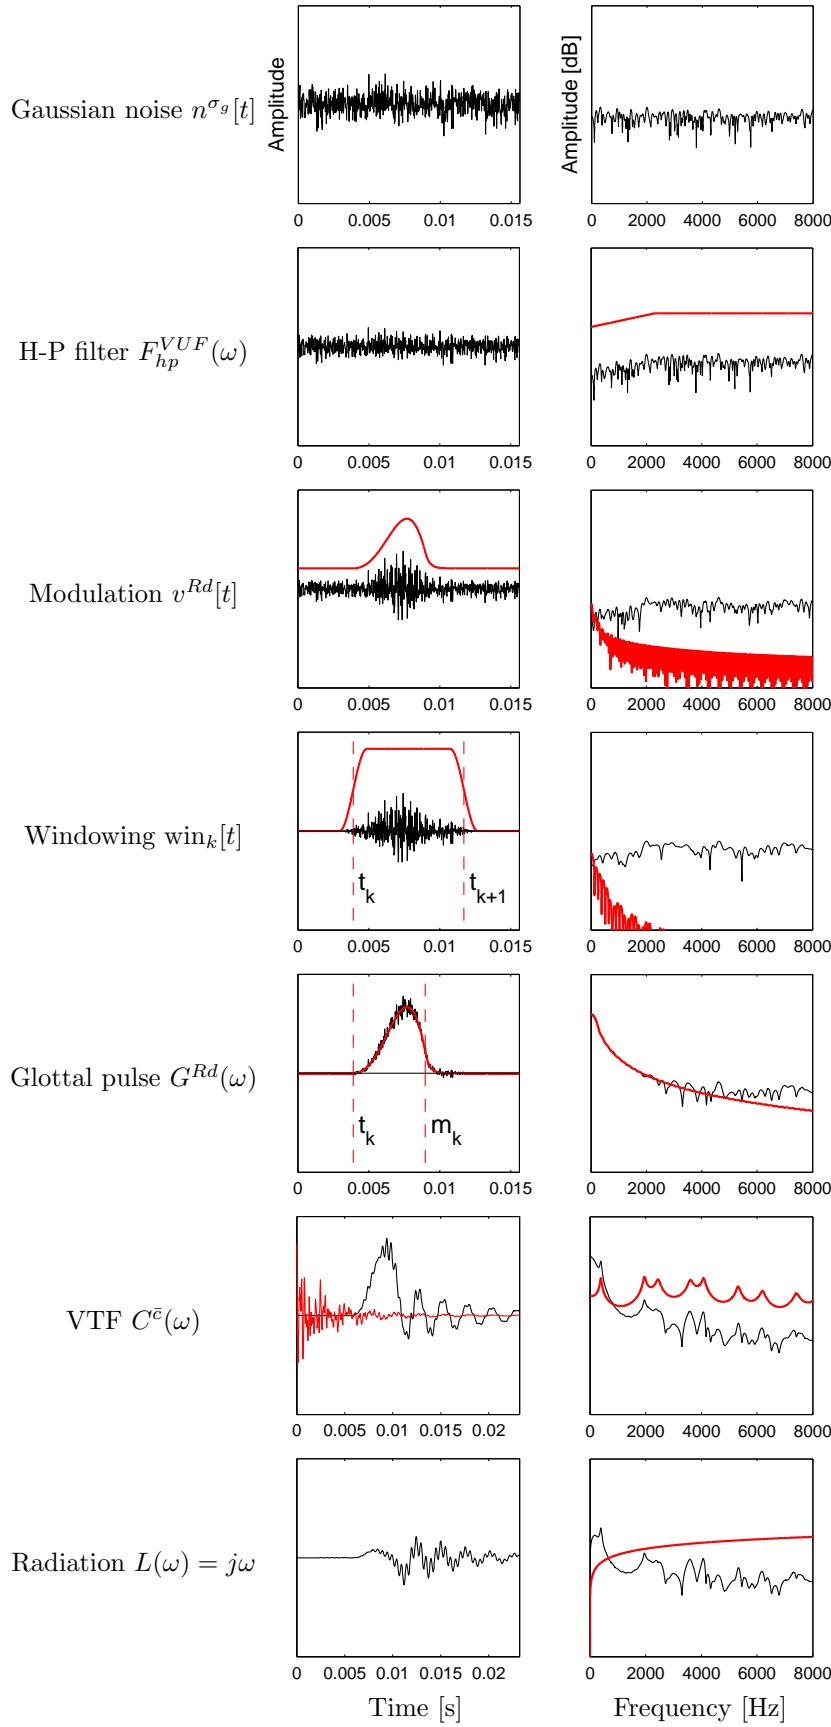 Gaussian noise n^{σ_g}[t]
Amplitude
0 0.005 0.01 0.015
Amplitude [dB]
0 2000 4000 6000 8000
H-P filter F_{hp}^{VUF}(ω)
0 0.005 0.01 0.015
0 2000 4000 6000 8000
Modulation v^{Rd}[t]
0 0.005 0.01 0.015
0 2000 4000 6000 8000
Windowing win_k[t]
t_k t_{k+1}
0 0.005 0.01 0.015
0 2000 4000 6000 8000
Glottal pulse G^{Rd}(ω)
t_k m_k
0 0.005 0.01 0.015
0 2000 4000 6000 8000
VTF C^{c̄}(ω)
0 0.005 0.01 0.015 0.02
0 2000 4000 6000 8000
Radiation L(ω) = jω
0 0.005 0.01 0.015 0.02
0 2000 4000 6000 8000
Time [s]
Frequency [Hz]